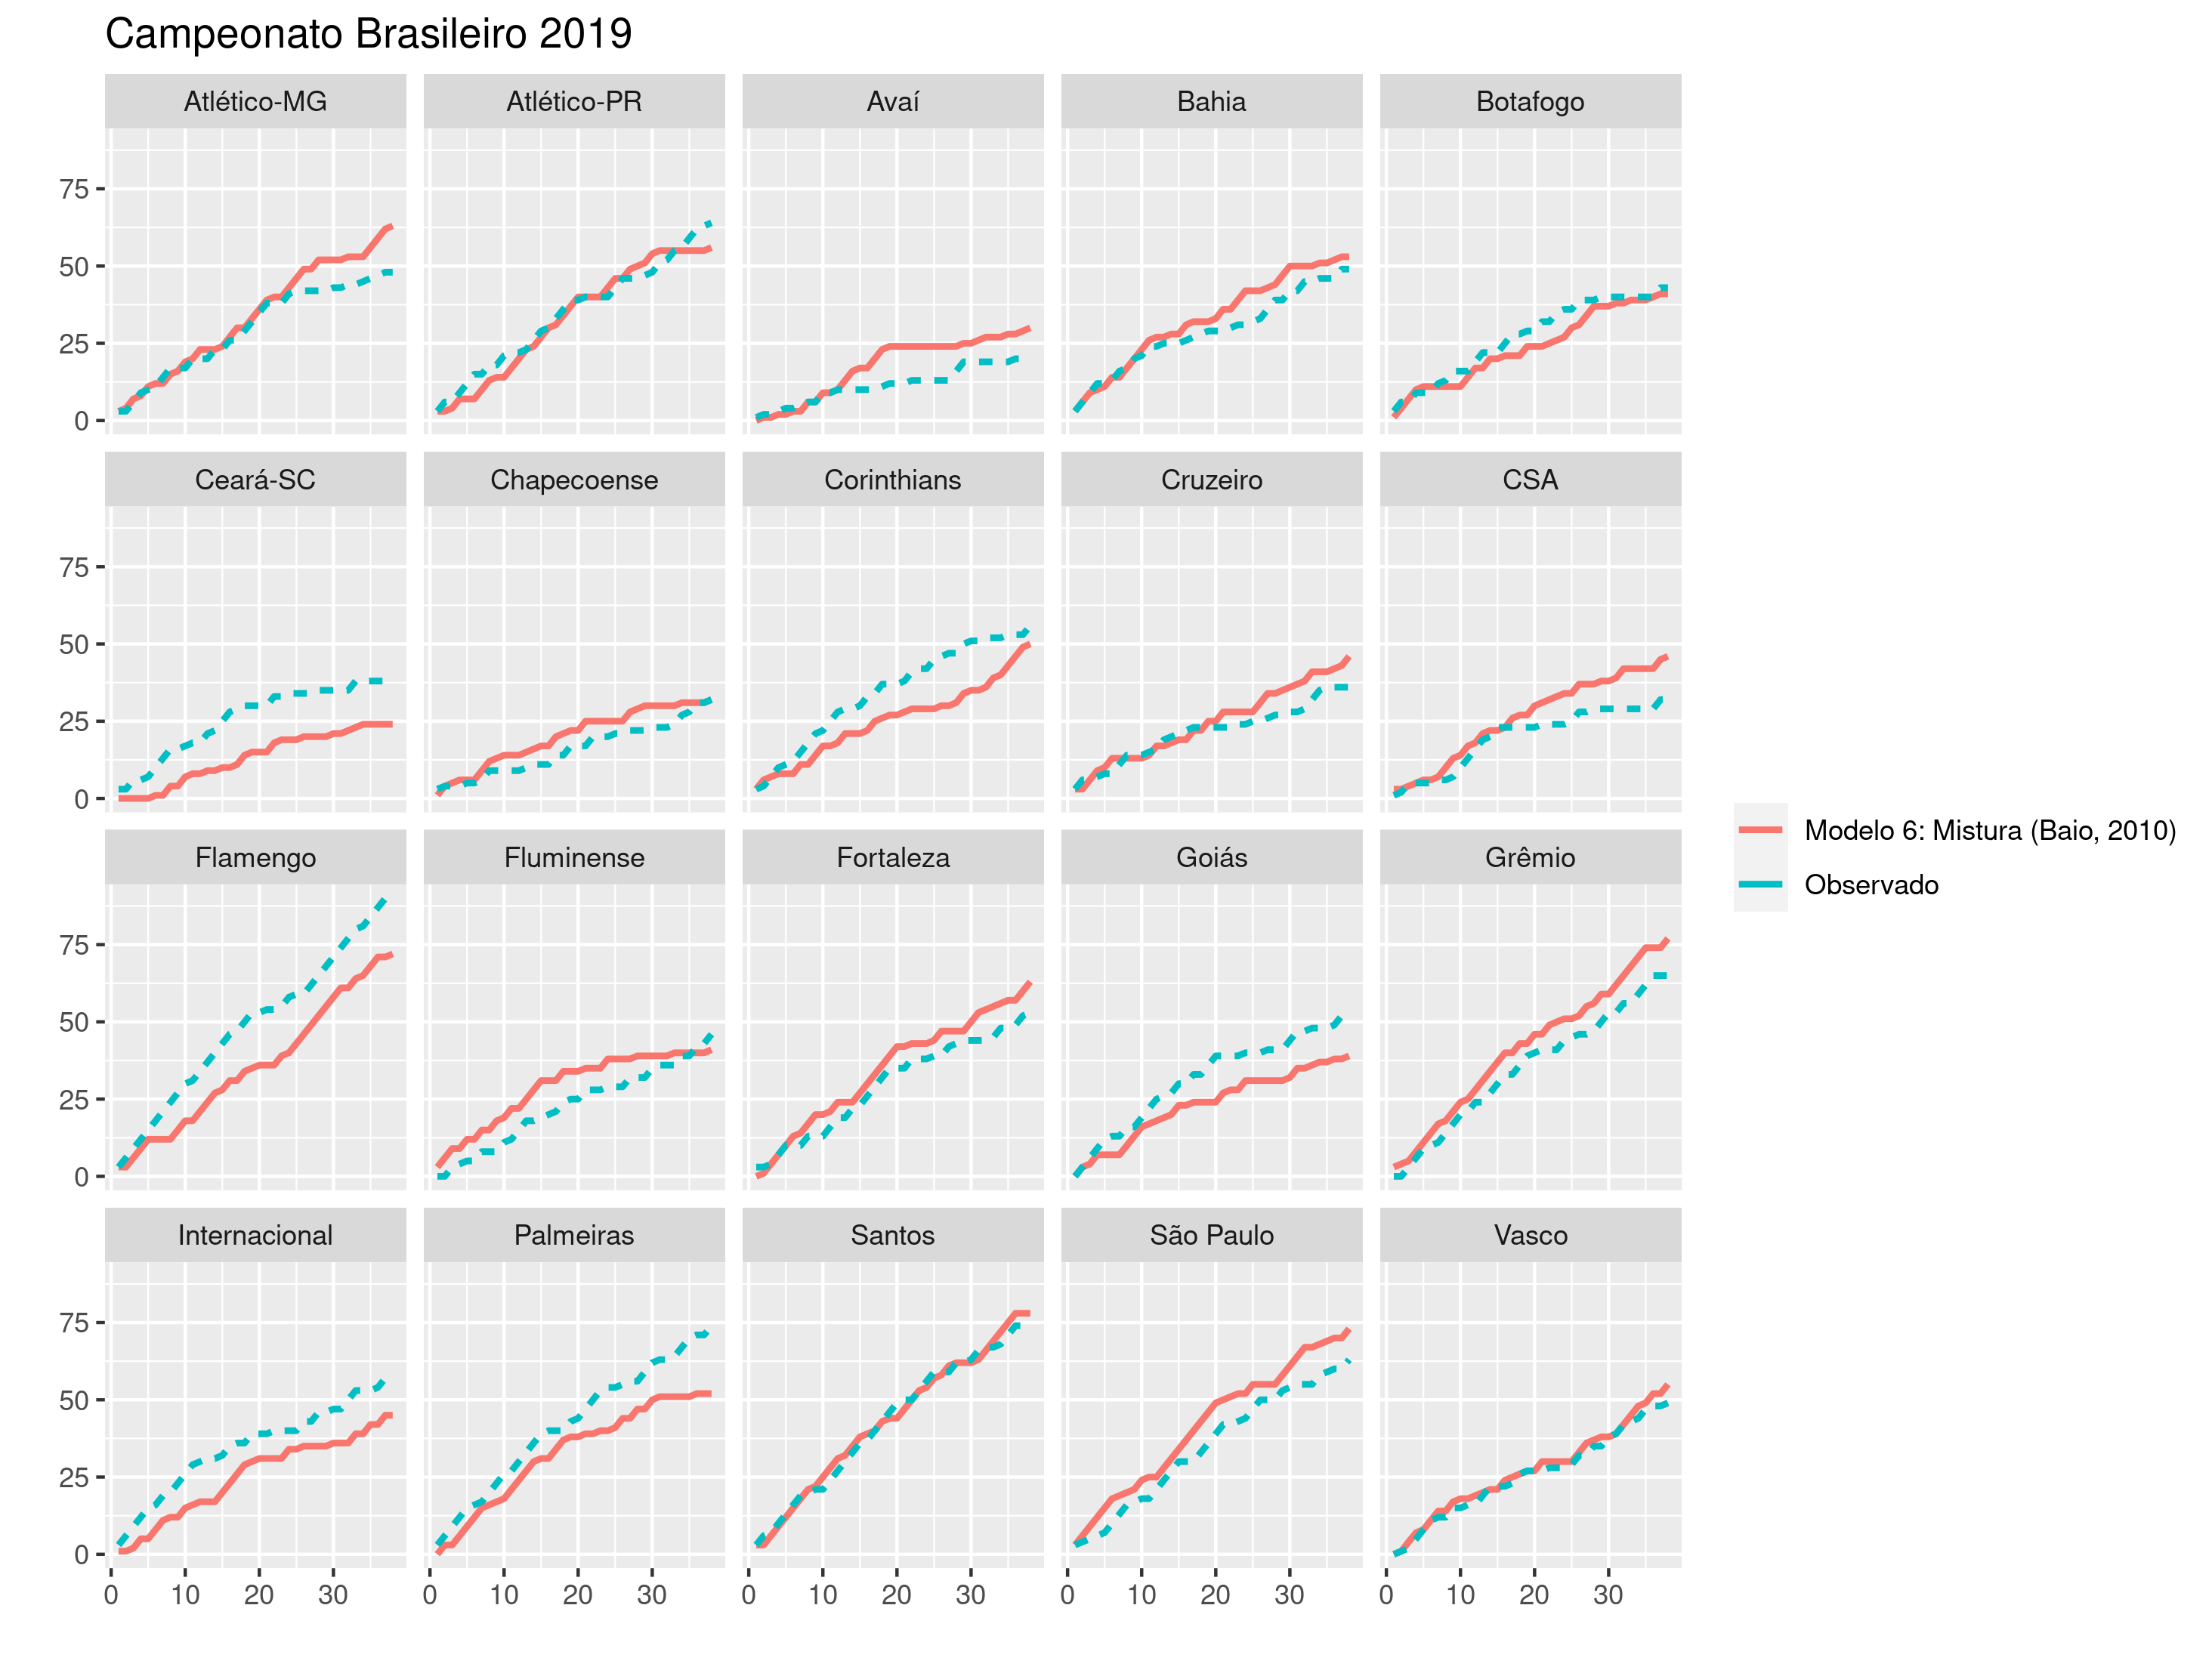 Campeonato Brasileiro 2019
Atlético-MG Atlético-PR Avaí Bahia Botafogo
75
50
25
0
Ceará-SC Chapecoense Corinthians Cruzeiro CSA
75
50
25
0
Modelo 6: Mistura (Baio, 2010)
Observado
Flamengo Fluminense Fortaleza Goiás Grêmio
75
50
25
0
Internacional Palmeiras Santos São Paulo Vasco
75
50
25
0
0 10 20 30 0 10 20 30 0 10 20 30 0 10 20 30 0 10 20 30